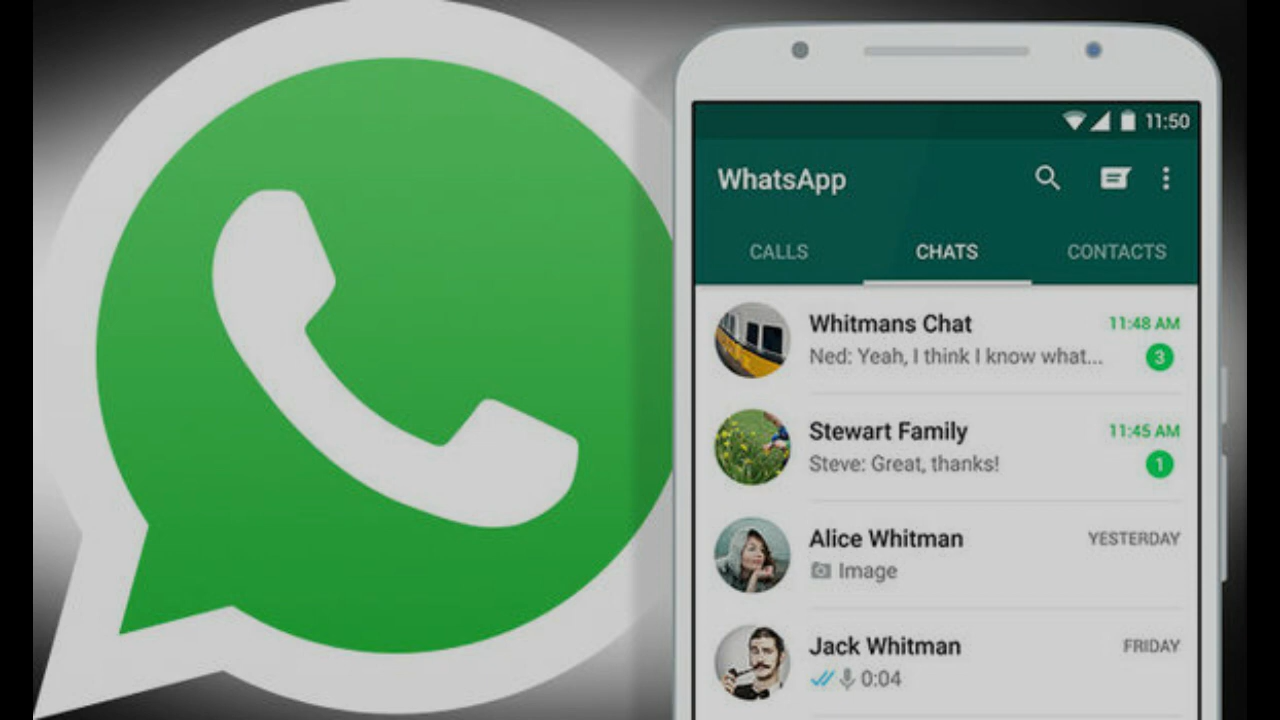 11:50
WhatsApp
CALLS CHATS CONTACTS
Whitmans Chat 11:48 AM
Ned: Yeah, I think I know what... 3
Stewart Family 11:45 AM
Steve: Great, thanks! 1
Alice Whitman YESTERDAY
Image
Jack Whitman FRIDAY
0:04